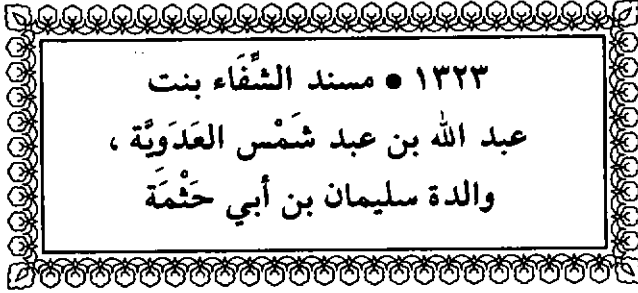 ١٣٢٣ • مسند الشِّفَاء بنت
عبد الله بن عبد شَمْس العَدَوِيَّة ،
والدة سليمان بن أبي حَثْمَة